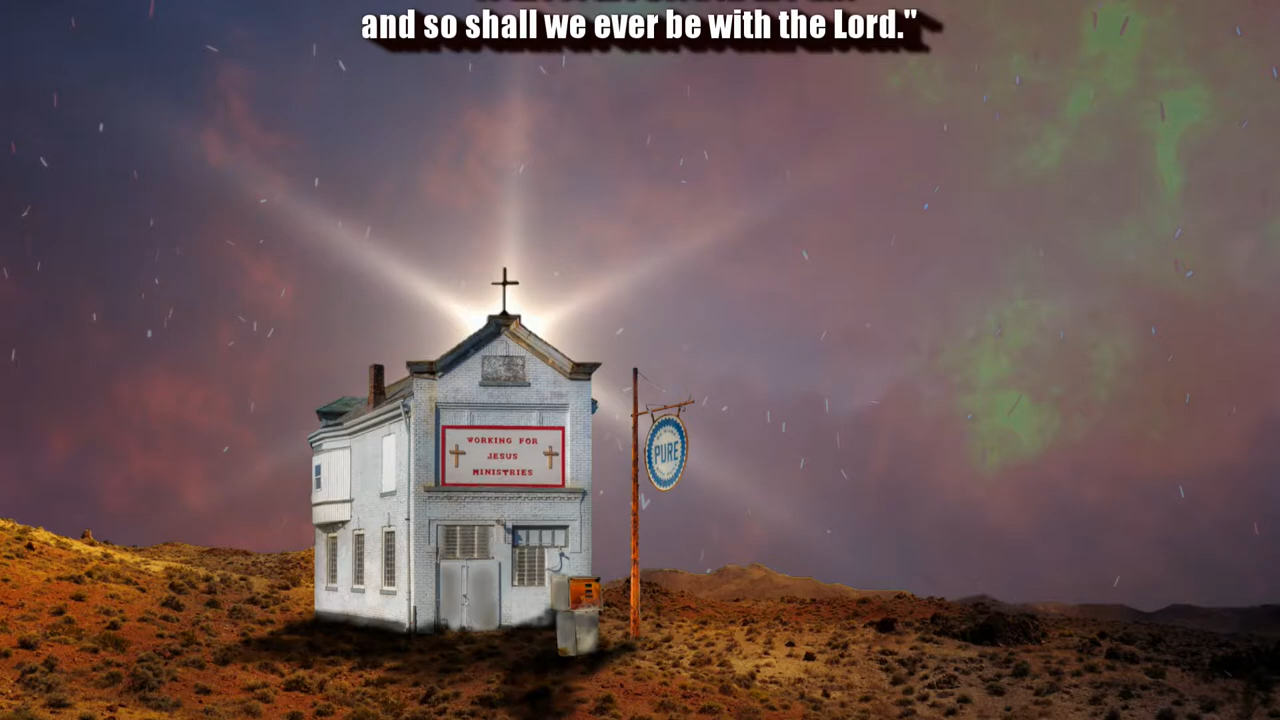 and so shall we ever be with the Lord."
WORKING FOR
JESUS
MINISTRIES
PURE